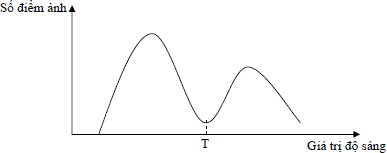 Số điểm ảnh
T
Giá trị độ sáng